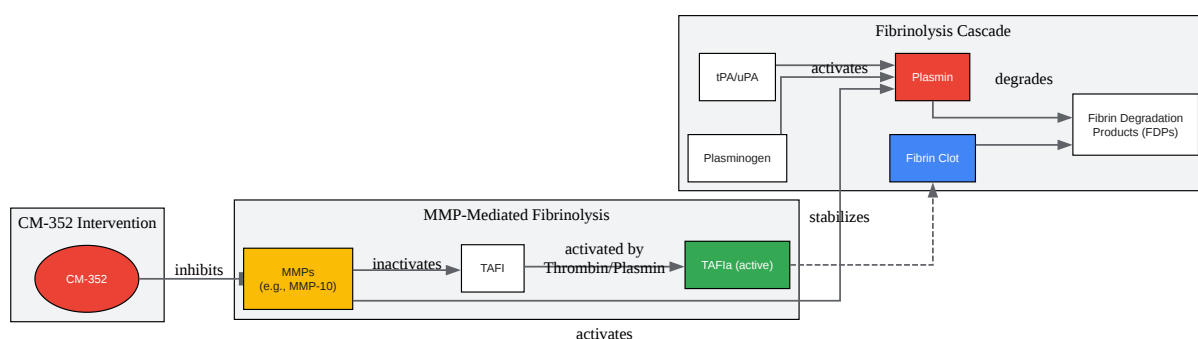 Fibrinolysis Cascade
tPA/uPA
activates
Plasmin
degrades
Fibrin Degradation
Products (FDPs)
Plasminogen
Fibrin Clot
CM-352 Intervention
MMP-Mediated Fibrinolysis
stabilizes
CM-352
inhibits
MMPs
(e.g., MMP-10)
inactivates
TAFI
activated by
Thrombin/Plasmin
TAFIa (active)
activates